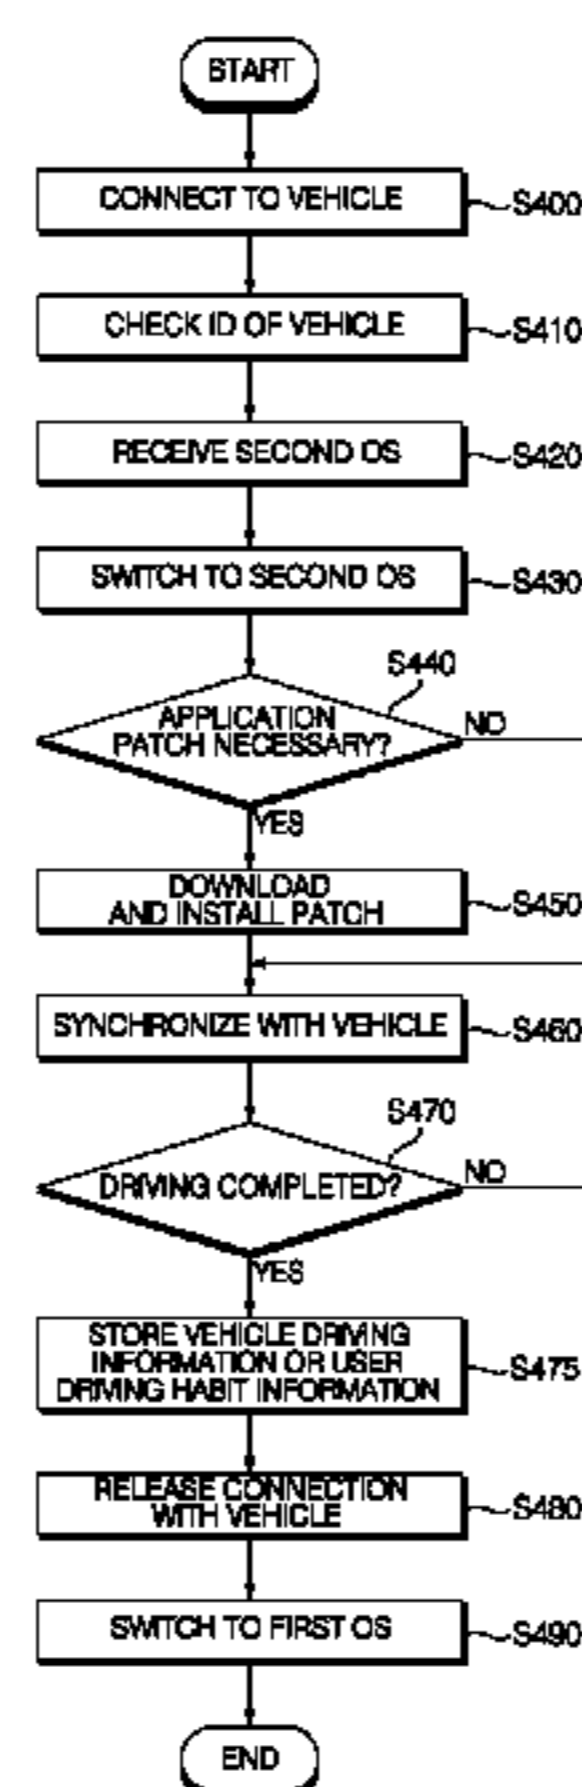 START
CONNECT TO VEHICLE
S400
CHECK ID OF VEHICLE
S410
RECEIVE SECOND OS
S420
SWITCH TO SECOND OS
S430
S440
APPLICATION
PATCH NECESSARY?
NO
YES
DOWNLOAD
AND INSTALL PATCH
S450
SYNCHRONIZE WITH VEHICLE
S460
S470
DRIVING COMPLETED?
NO
YES
STORE VEHICLE DRIVING
INFORMATION OR USER
DRIVING HABIT INFORMATION
S475
RELEASE CONNECTION
WITH VEHICLE
S480
SWITCH TO FIRST OS
S490
END